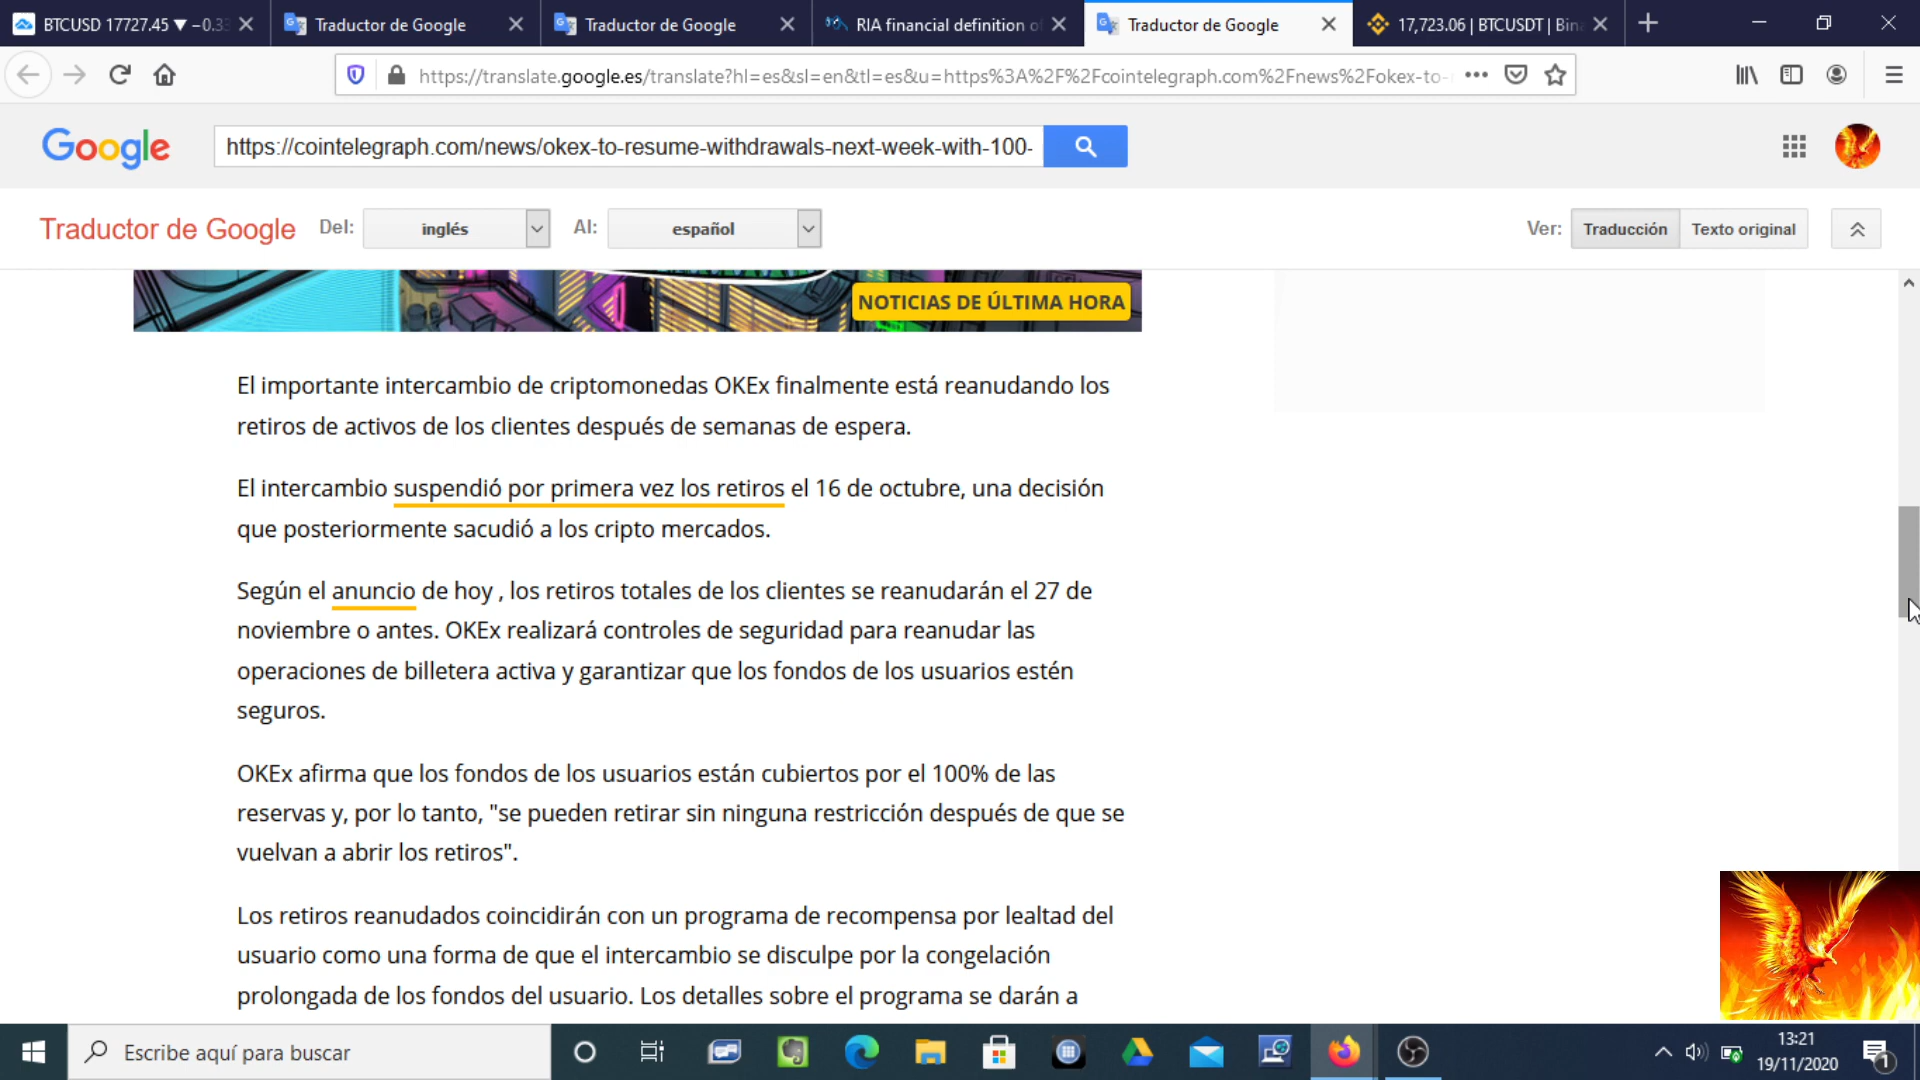 BTCUSD 17727.45 ▼ −0.33
Traductor de Google
Traductor de Google
RIA financial definition of
Traductor de Google
17,723.06 | BTCUSDT | Bin
https://translate.google.es/translate?hl=es&sl=en&tl=es&u=https%3A%2F%2Fcointelegraph.com%2Fnews%2Fokex-to-
Google
https://cointelegraph.com/news/okex-to-resume-withdrawals-next-week-with-100-
Traductor de Google
Del:
inglés
Al:
español
Ver:
Traducción
Texto original
NOTICIAS DE ÚLTIMA HORA
El importante intercambio de criptomonedas OKEx finalmente está reanudando los
retiros de activos de los clientes después de semanas de espera.
El intercambio suspendió por primera vez los retiros el 16 de octubre, una decisión
que posteriormente sacudió a los cripto mercados.
Según el anuncio de hoy , los retiros totales de los clientes se reanudarán el 27 de
noviembre o antes. OKEx realizará controles de seguridad para reanudar las
operaciones de billetera activa y garantizar que los fondos de los usuarios estén
seguros.
OKEx afirma que los fondos de los usuarios están cubiertos por el 100% de las
reservas y, por lo tanto, "se pueden retirar sin ninguna restricción después de que se
vuelvan a abrir los retiros".
Los retiros reanudados coincidirán con un programa de recompensa por lealtad del
usuario como una forma de que el intercambio se disculpe por la congelación
prolongada de los fondos del usuario. Los detalles sobre el programa se darán a
Escribe aquí para buscar
13:21
19/11/2020
1